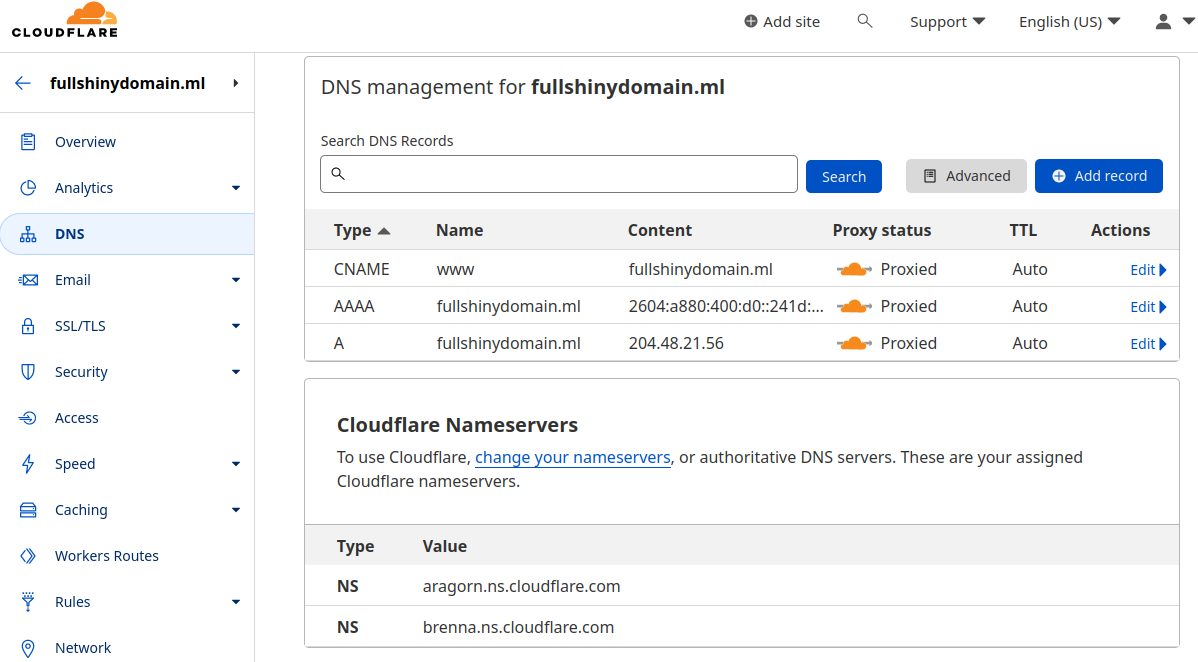 CLOUDFLARE
Add site
Support
English (US)
fullshinydomain.ml
Overview
Analytics
DNS
Email
SSL/TLS
Security
Access
Speed
Caching
Workers Routes
Rules
Network
DNS management for fullshinydomain.ml
Search DNS Records
Search Advanced Add record
Type Name Content Proxy status TTL Actions
CNAME www fullshinydomain.ml Proxied Auto Edit
AAAA fullshinydomain.ml 2604:a880:400:d0::241d:... Proxied Auto Edit
A fullshinydomain.ml 204.48.21.56 Proxied Auto Edit
Cloudflare Nameservers
To use Cloudflare, change your nameservers, or authoritative DNS servers. These are your assigned
Cloudflare nameservers.
Type Value
NS aragorn.ns.cloudflare.com
NS brenna.ns.cloudflare.com